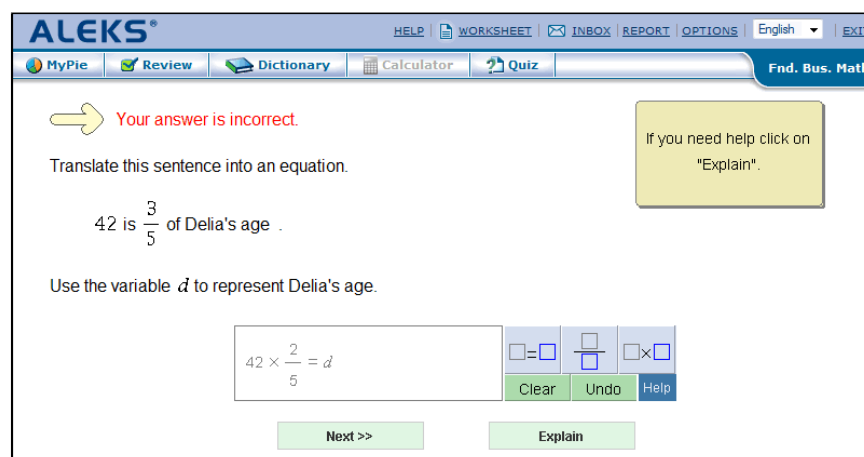 ALEKS®
HELP | WORKSHEET | INBOX | REPORT | OPTIONS | English | EXI
MyPie Review Dictionary Calculator Quiz
Fnd. Bus. Matl
Your answer is incorrect.
If you need help click on
"Explain".
Translate this sentence into an equation.
42 is 3/5 of Delia's age .
Use the variable d to represent Delia's age.
42 × 2/5 = d
□=□ □/□ □×□
Clear Undo Help
Next >> Explain